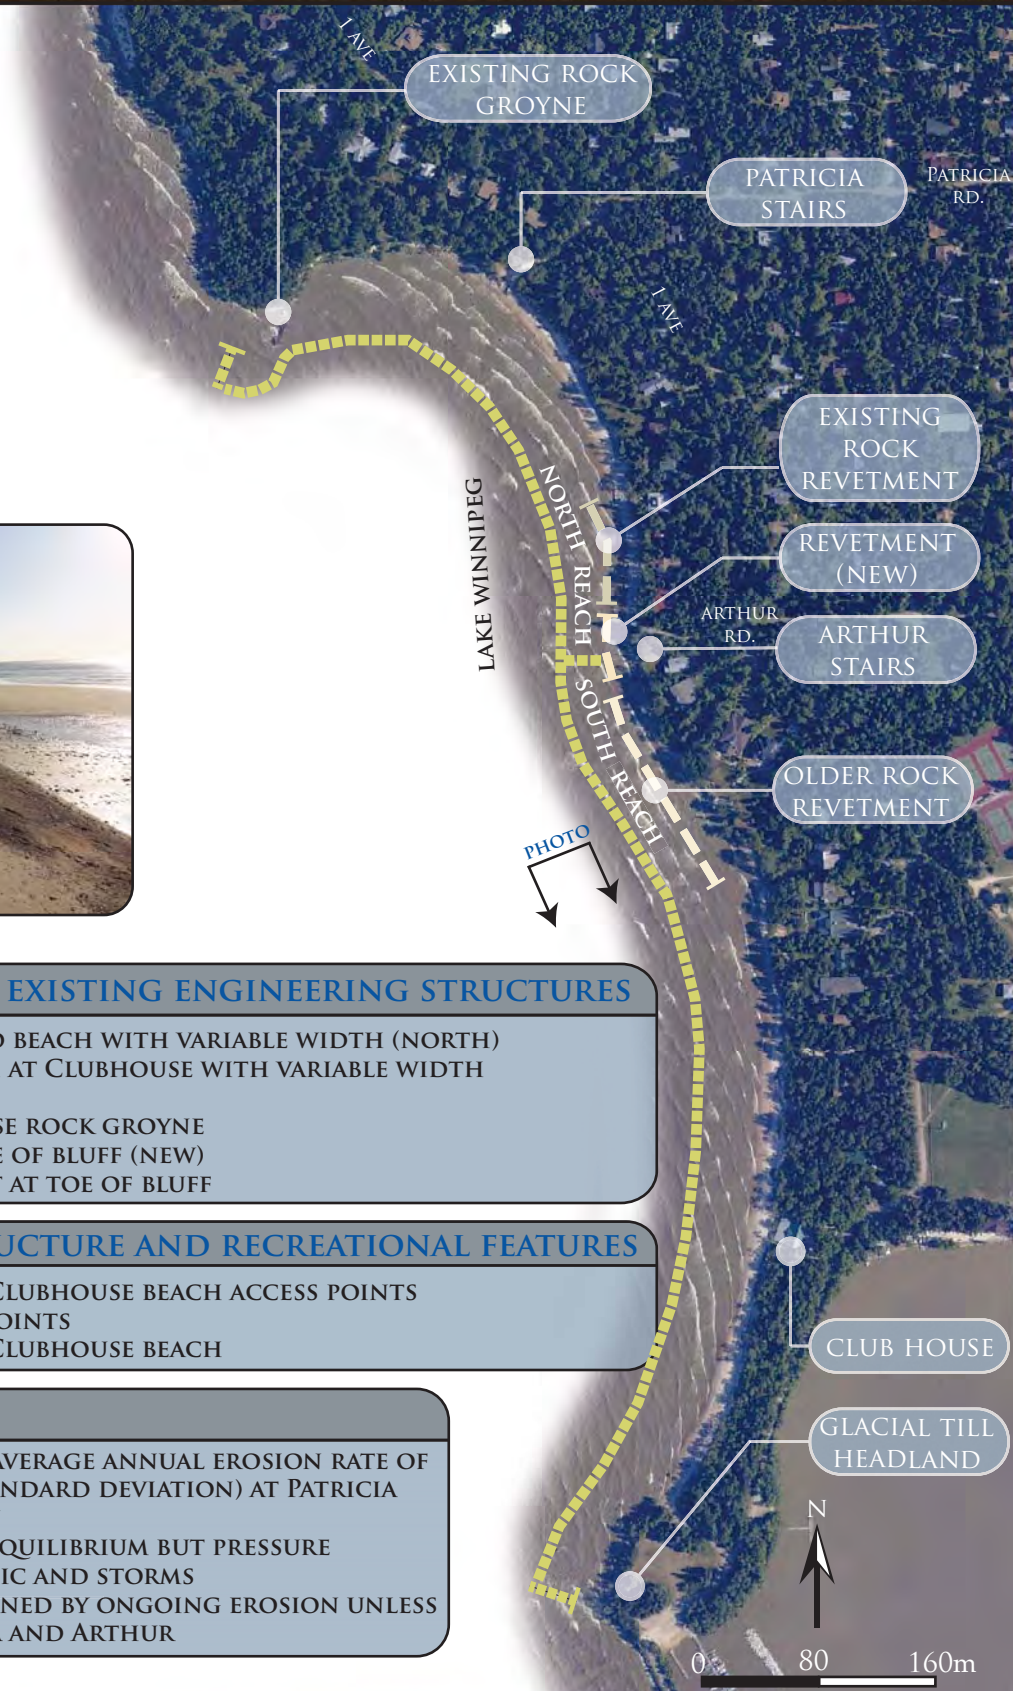 1 AVE
EXISTING ROCK
GROYNE
PATRICIA
STAIRS
PATRICIA
RD.
1 AVE
EXISTING
ROCK
REVETMENT
NORTH REACH
LAKE WINNIPEG
REVETMENT
(NEW)
ARTHUR
RD.
ARTHUR
STAIRS
SOUTH REACH
OLDER ROCK
REVETMENT
PHOTO
EXISTING ENGINEERING STRUCTURES
BEACH WITH VARIABLE WIDTH (NORTH)
AT CLUBHOUSE WITH VARIABLE WIDTH
SE ROCK GROYNE
E OF BLUFF (NEW)
T AT TOE OF BLUFF
UCTURE AND RECREATIONAL FEATURES
CLUBHOUSE BEACH ACCESS POINTS
OINTS
CLUBHOUSE BEACH
CLUB HOUSE
GLACIAL TILL
HEADLAND
AVERAGE ANNUAL EROSION RATE OF
NDARD DEVIATION) AT PATRICIA
QUILIBRIUM BUT PRESSURE
IC AND STORMS
NED BY ONGOING EROSION UNLESS
A AND ARTHUR
N
0 80 160m